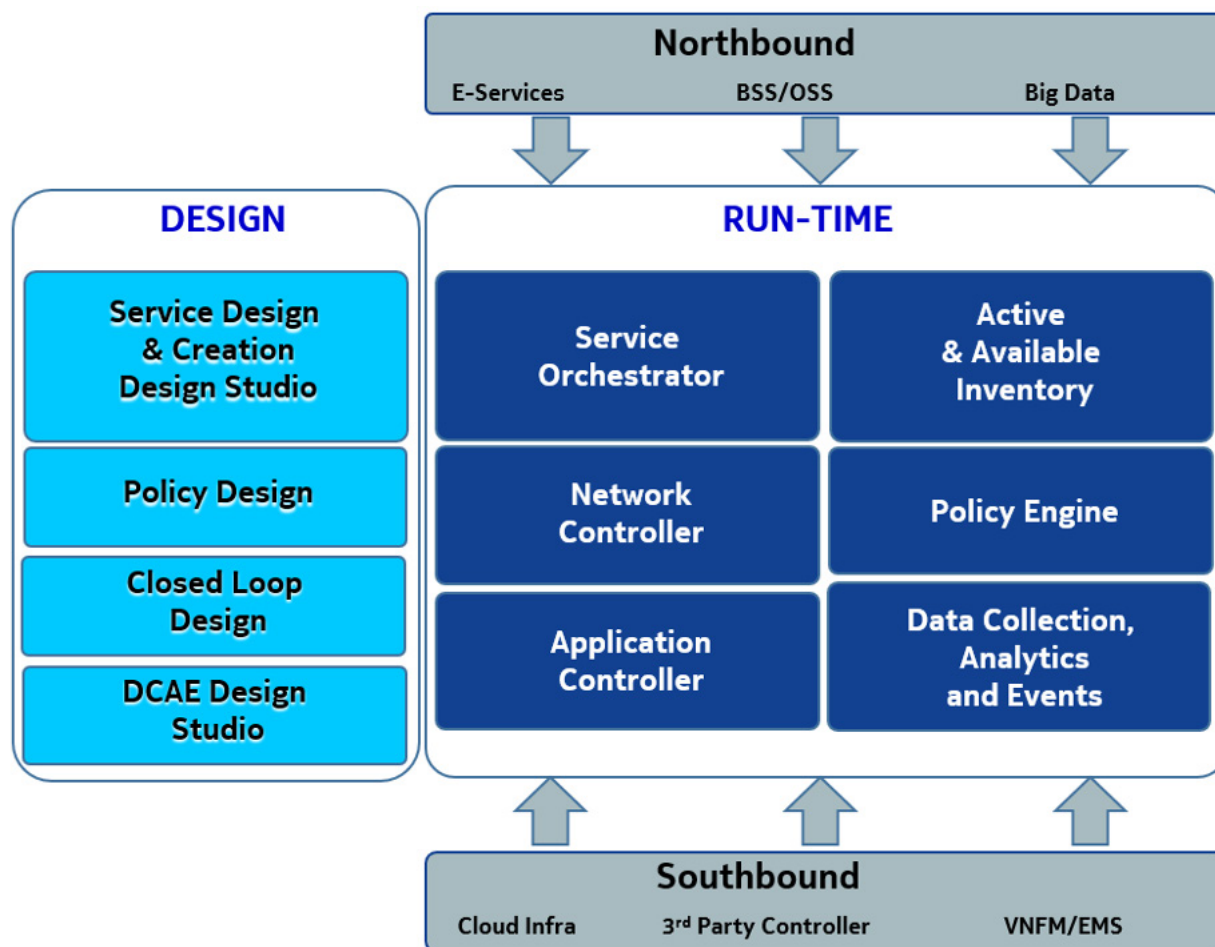 Northbound
E-Services
BSS/OSS
Big Data
DESIGN
Service Design
& Creation
Design Studio
Policy Design
Closed Loop
Design
DCAE Design
Studio
RUN-TIME
Service
Orchestrator
Active
& Available
Inventory
Network
Controller
Policy Engine
Application
Controller
Data Collection,
Analytics
and Events
Southbound
Cloud Infra
3rd Party Controller
VNFM/EMS